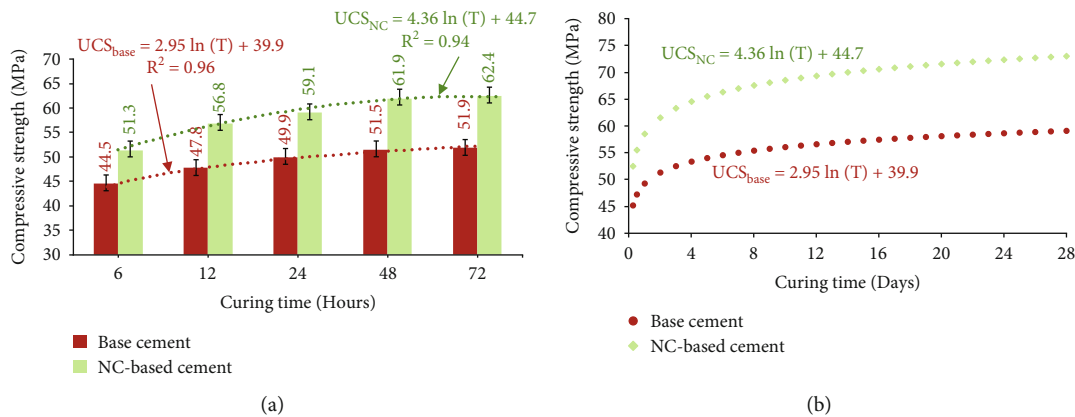 UCS_NC = 4.36 ln (T) + 44.7
R² = 0.94
UCS_base = 2.95 ln (T) + 39.9
R² = 0.96
Compressive strength (MPa)
70
65
60
55
50
45
40
35
30
44.5
51.3
47.8
56.8
49.9
59.1
51.5
61.9
51.9
62.4
6
12
24
48
72
Curing time (Hours)
Base cement
NC-based cement
(a)
Compressive strength (MPa)
80
75
70
65
60
55
50
45
40
UCS_NC = 4.36 ln (T) + 44.7
UCS_base = 2.95 ln (T) + 39.9
0
4
8
12
16
20
24
28
Curing time (Days)
Base cement
NC-based cement
(b)